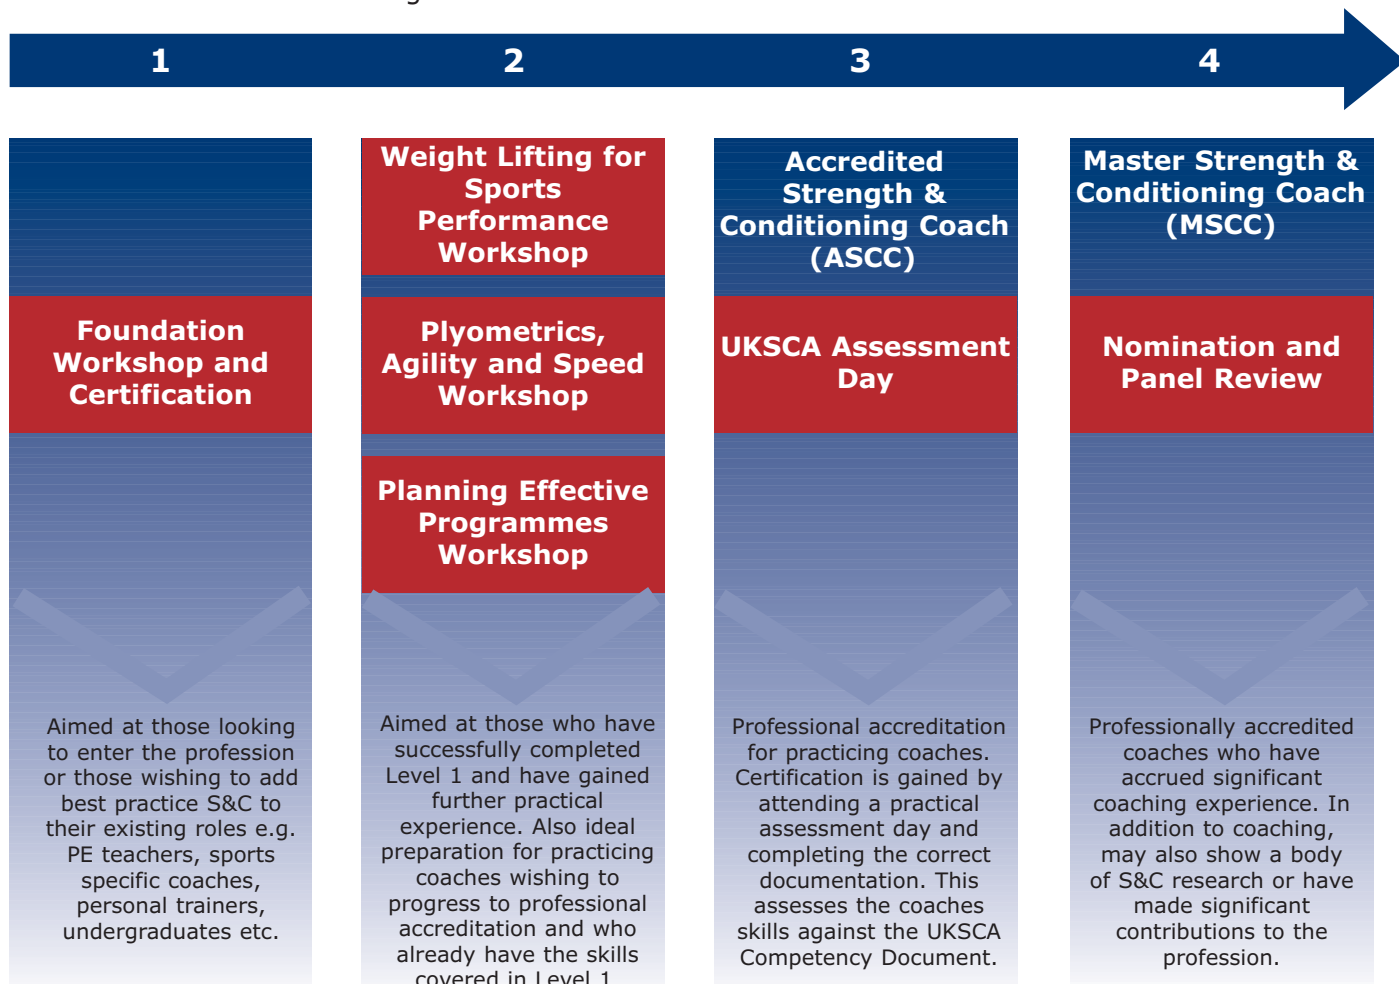 1
2
3
4
Foundation
Workshop and
Certification
Aimed at those looking
to enter the profession
or those wishing to add
best practice S&C to
their existing roles e.g.
PE teachers, sports
specific coaches,
personal trainers,
undergraduates etc.
Weight Lifting for
Sports
Performance
Workshop
Plyometrics,
Agility and Speed
Workshop
Planning Effective
Programmes
Workshop
Aimed at those who have
successfully completed
Level 1 and have gained
further practical
experience. Also ideal
preparation for practicing
coaches wishing to
progress to professional
accreditation and who
already have the skills
covered in Level 1
Accredited
Strength &
Conditioning Coach
(ASCC)
UKSCA Assessment
Day
Professional accreditation
for practicing coaches.
Certification is gained by
attending a practical
assessment day and
completing the correct
documentation. This
assesses the coaches
skills against the UKSCA
Competency Document.
Master Strength &
Conditioning Coach
(MSCC)
Nomination and
Panel Review
Professionally accredited
coaches who have
accrued significant
coaching experience. In
addition to coaching,
may also show a body
of S&C research or have
made significant
contributions to the
profession.